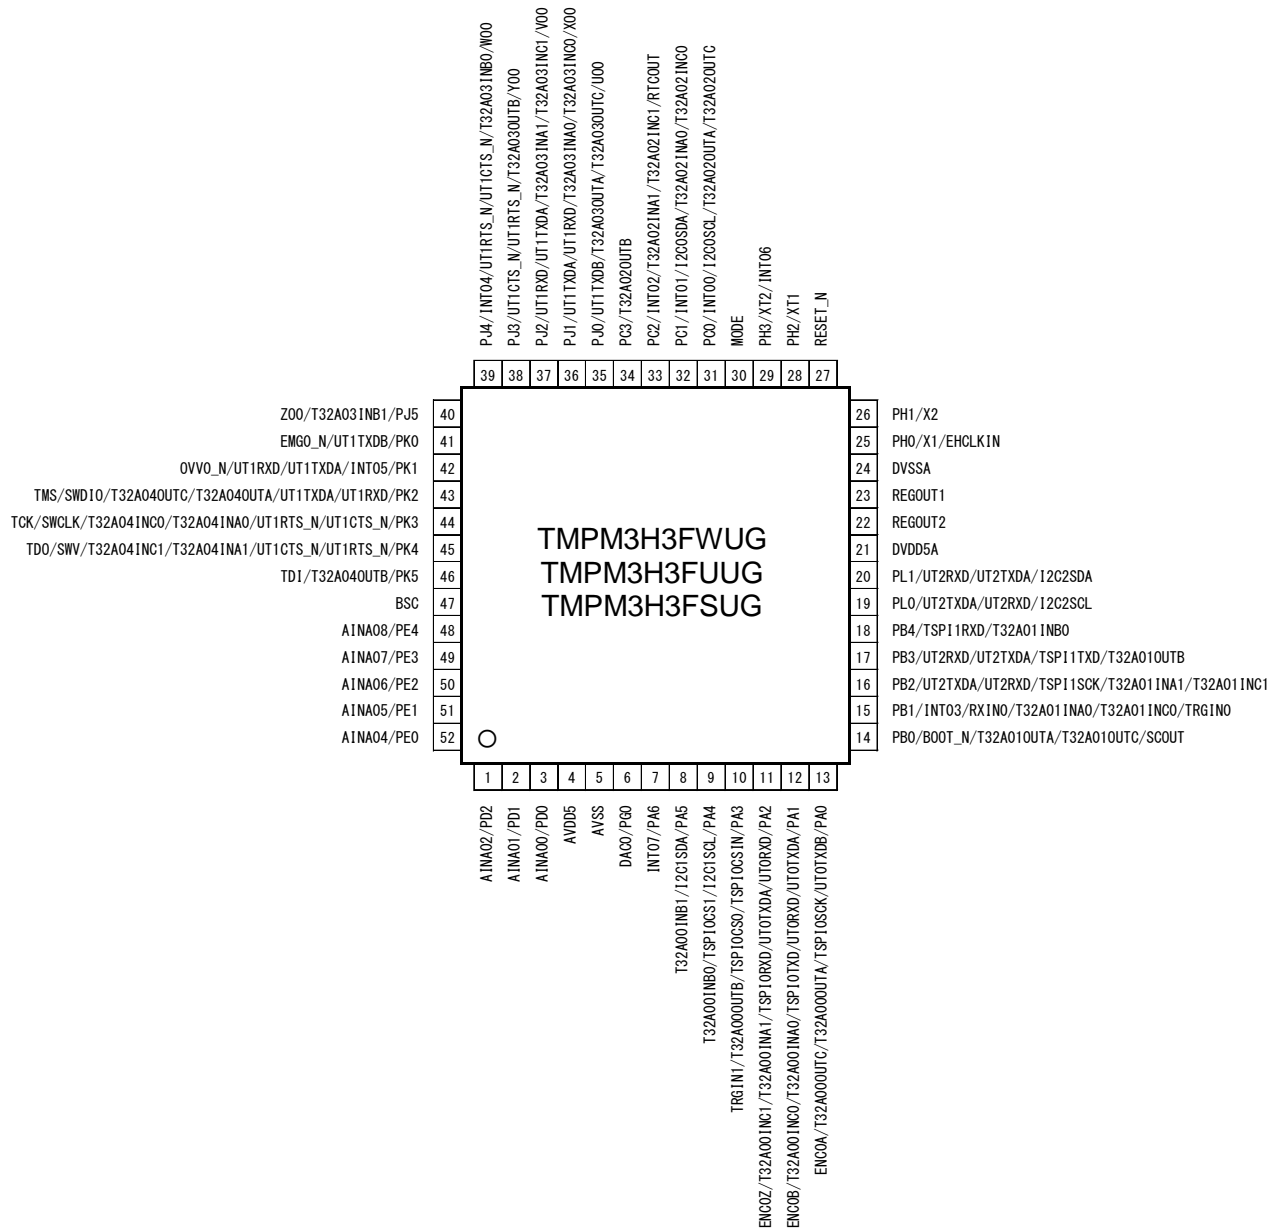 PJ4/INT04/UT1RTS_N/UT1CTS_N/T32A03INB0/WO0
PJ3/UT1CTS_N/UT1RTS_N/T32A03OUTB/YO0
PJ2/UT1RXD/UT1TXDA/T32A03INA1/T32A03INC1/VO0
PJ1/UT1TXDA/UT1RXD/T32A03INA0/T32A03INC0/XO0
PJ0/UT1TXDB/T32A03OUTA/T32A03OUTC/UO0
PC3/T32A02OUTB
PC2/INT02/T32A02INA1/T32A02INC1/RTCOUT
PC1/INT01/I2C0SDA/T32A02INA0/T32A02INC0
PC0/INT00/I2C0SCL/T32A02OUTA/T32A02OUTC
MODE
PH3/XT2/INT06
PH2/XT1
RESET_N
39 38 37 36 35 34 33 32 31 30 29 28 27
ZO0/T32A03INB1/PJ5 40
EMG0_N/UT1TXDB/PK0 41
OVV0_N/UT1RXD/UT1TXDA/INT05/PK1 42
TMS/SWDIO/T32A04OUTC/T32A04OUTA/UT1TXDA/UT1RXD/PK2 43
TCK/SWCLK/T32A04INC0/T32A04INA0/UT1RTS_N/UT1CTS_N/PK3 44
TDO/SWV/T32A04INC1/T32A04INA1/UT1CTS_N/UT1RTS_N/PK4 45
TDI/T32A04OUTB/PK5 46
BSC 47
AINA08/PE4 48
AINA07/PE3 49
AINA06/PE2 50
AINA05/PE1 51
AINA04/PE0 52
TMPM3H3FWUG
TMPM3H3FUUG
TMPM3H3FSUG
26 PH1/X2
25 PH0/X1/EHCLKIN
24 DVSSA
23 REGOUT1
22 REGOUT2
21 DVDD5A
20 PL1/UT2RXD/UT2TXDA/I2C2SDA
19 PL0/UT2TXDA/UT2RXD/I2C2SCL
18 PB4/TSPI1RXD/T32A01INB0
17 PB3/UT2RXD/UT2TXDA/TSPI1TXD/T32A01OUTB
16 PB2/UT2TXDA/UT2RXD/TSPI1SCK/T32A01INA1/T32A01INC1
15 PB1/INT03/RXIN0/T32A01INA0/T32A01INC0/TRGIN0
14 PB0/BOOT_N/T32A01OUTA/T32A01OUTC/SCOUT
1 2 3 4 5 6 7 8 9 10 11 12 13
AINA02/PD2
AINA01/PD1
AINA00/PD0
AVDD5
AVSS
DAC0/PG0
INT07/PA6
T32A00INB1/I2C1SDA/PA5
T32A00INB0/TSPI0CS1/I2C1SCL/PA4
TRGIN1/T32A00OUTB/TSPI0CS0/TSPI0CSIN/PA3
ENC0Z/T32A00INC1/T32A00INA1/TSPI0RXD/UT0TXDA/UT0RXD/PA2
ENC0B/T32A00INC0/T32A00INA0/TSPI0TXD/UT0RXD/UT0TXDA/PA1
ENC0A/T32A00OUTC/T32A00OUTA/TSPI0SCK/UT0TXDB/PA0